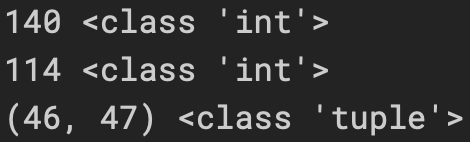 140 <class 'int'>
114 <class 'int'>
(46, 47) <class 'tuple'>